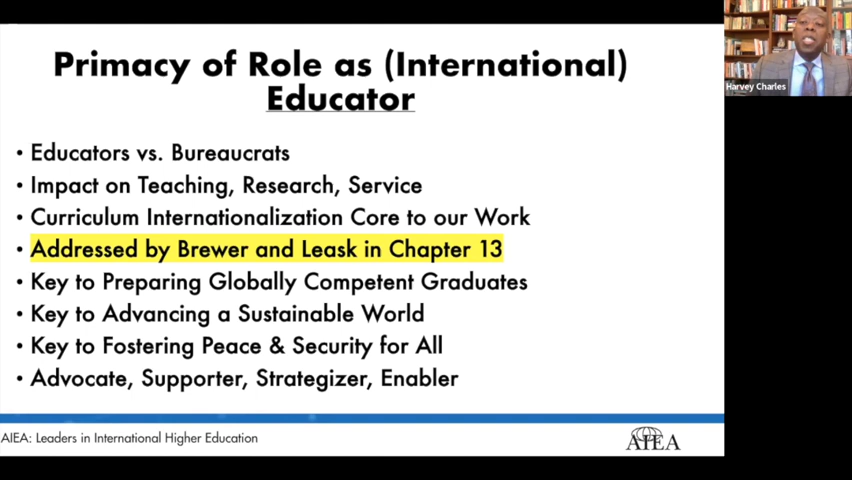 Primacy of Role as (International)
Educator
• Educators vs. Bureaucrats
• Impact on Teaching, Research, Service
• Curriculum Internationalization Core to our Work
• Addressed by Brewer and Leask in Chapter 13
• Key to Preparing Globally Competent Graduates
• Key to Advancing a Sustainable World
• Key to Fostering Peace & Security for All
• Advocate, Supporter, Strategizer, Enabler
AIEA: Leaders in International Higher Education
AIEA
Harvey Charles